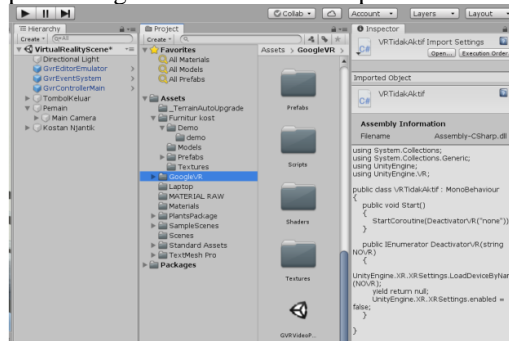 Collab
Account
Layers
Layout
Hierarchy
Create
All
VirtualRealityScene*
Directional Light
GvrEditorEmulator
GvrEventSystem
GvrControllerMain
TombolKeluar
Pemain
Main Camera
Kostan Njantik
Project
Create
Favorites
All Materials
All Models
All Prefabs
Assets
_TerrainAutoUpgrade
Furnitur kost
Demo
demo
Models
Prefabs
Textures
GoogleVR
Laptop
MATERIAL RAW
Materials
PlantsPackage
SampleScenes
Scenes
Standard Assets
TextMesh Pro
Packages
Assets > GoogleVR >
Prefabs
Scripts
Shaders
Textures
GVRVideoP...
Inspector
VRTidakAktif Import Settings
Open... Execution Order
Imported Object
VRTidakAktif
Assembly Information
Filename Assembly-CSharp.dll
using System.Collections;
using System.Collections.Generic;
using UnityEngine;
using UnityEngine.VR;
public class VRTidakAktif : MonoBehaviour
{
public void Start()
{
StartCoroutine(DeactivatorVR("none"))
}
public IEnumerator DeactivatorVR(string
NOVR)
{
UnityEngine.XR.XRSettings.LoadDeviceByNam
(NOVR);
yield return null;
UnityEngine.XR.XRSettings.enabled =
false;
}
}